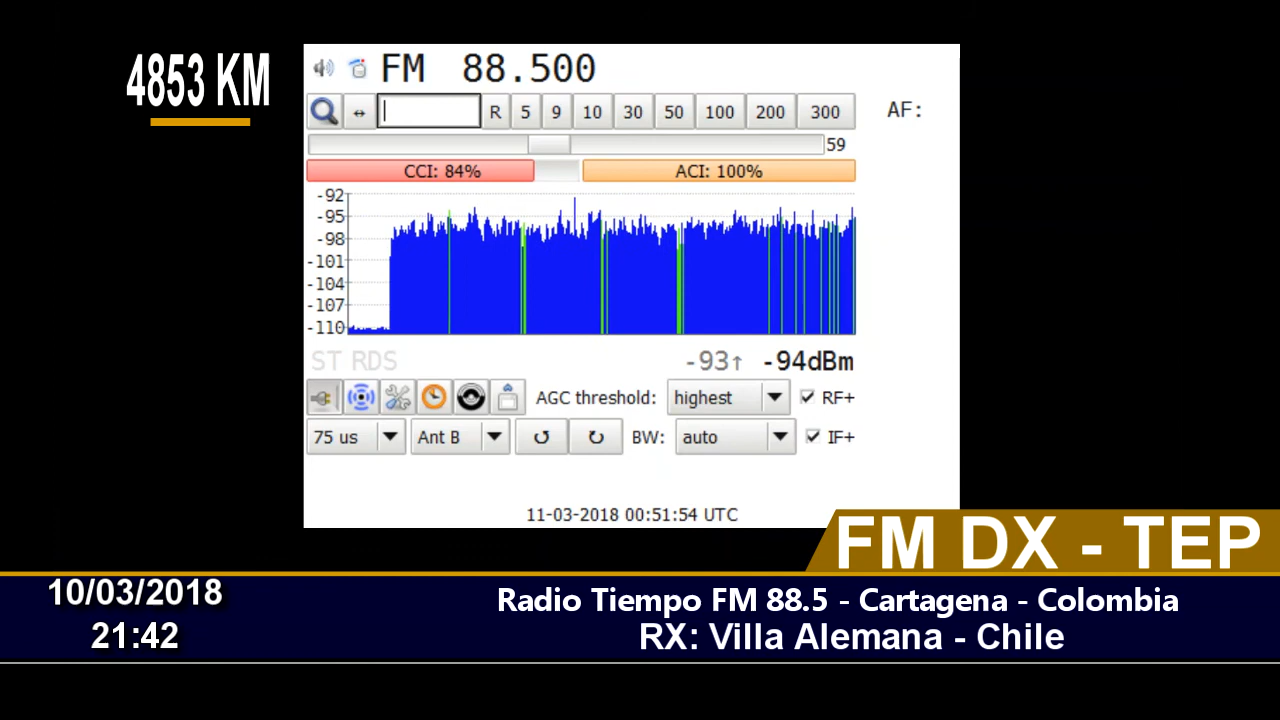 4853 KM
FM 88.500
R 5 9 10 30 50 100 200 300 AF:
59
CCI: 84% ACI: 100%
-92
-95
-98
-101
-104
-107
-110
ST RDS -93↑ -94dBm
AGC threshold: highest RF+
75 us Ant B ↺ ↻ BW: auto IF+
11-03-2018 00:51:54 UTC
FM DX - TEP
10/03/2018
21:42
Radio Tiempo FM 88.5 - Cartagena - Colombia
RX: Villa Alemana - Chile